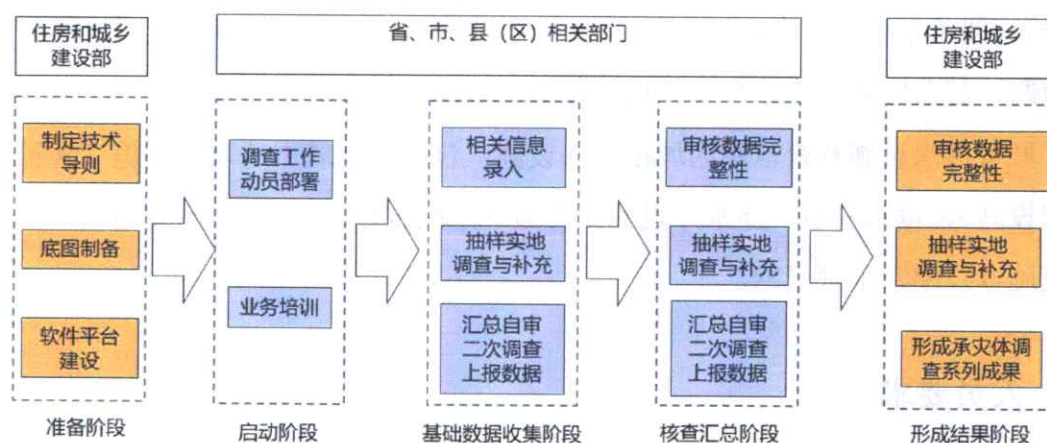 住房和城乡
建设部
省、市、县（区）相关部门
住房和城乡
建设部
制定技术
导则
底图制备
软件平台
建设
准备阶段
调查工作
动员部署
业务培训
启动阶段
相关信息
录入
抽样实地
调查与补充
汇总自审
二次调查
上报数据
基础数据收集阶段
审核数据完
整性
抽样实地
调查与补充
汇总自审
二次调查
上报数据
核查汇总阶段
审核数据
完整性
抽样实地
调查与补充
形成承灾体调
查系列成果
形成结果阶段